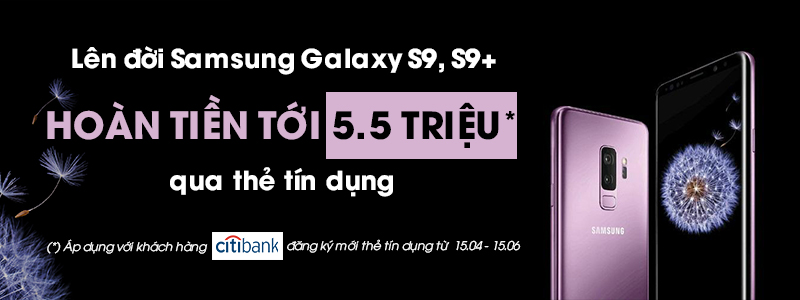 Lên đời Samsung Galaxy S9, S9+
HOÀN TIỀN TỚI 5.5 TRIỆU*
qua thẻ tín dụng
(*) Áp dụng với khách hàng citibank đăng ký mới thẻ tín dụng từ 15.04 - 15.06
SAMSUNG